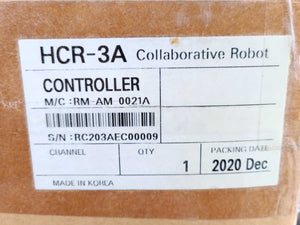 HCR-3A Collaborative Robot
CONTROLLER
M/C :RM-AM-0021A
S/N :RC203AEC00009
CHANNEL QTY PACKING DATE
1 2020 Dec
MADE IN KOREA